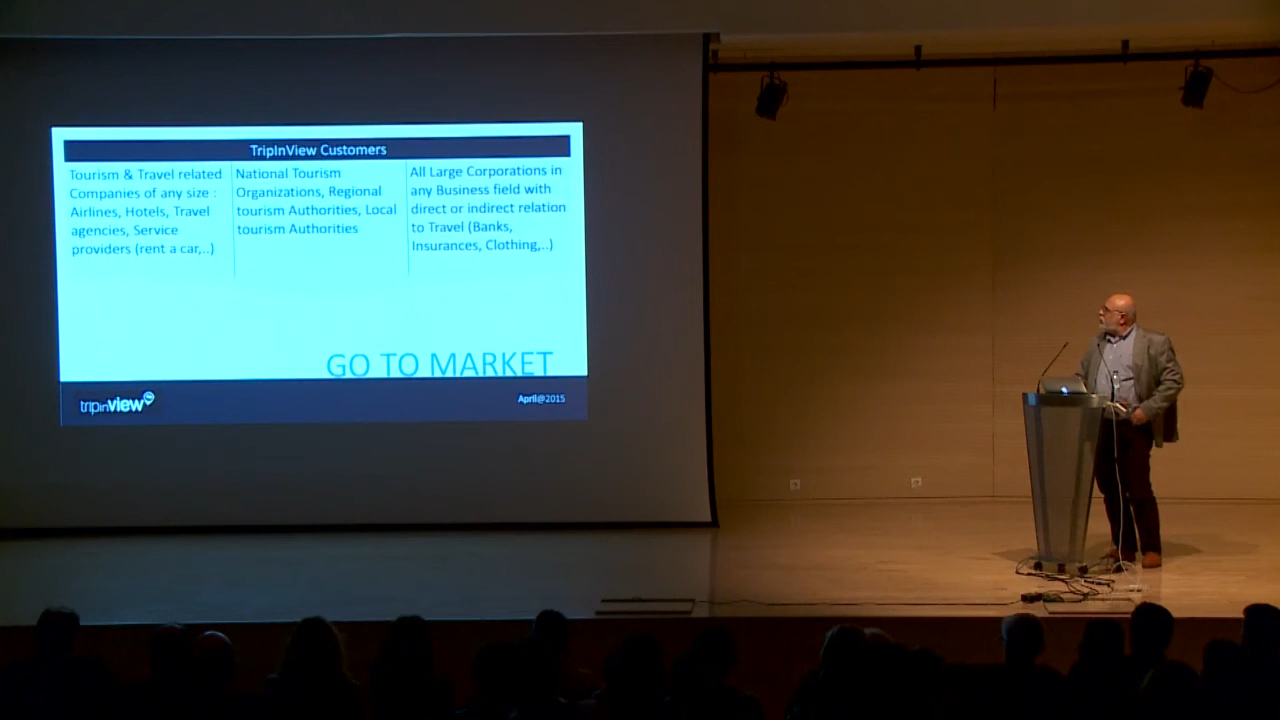 TripInView Customers
Tourism & Travel related
Companies of any size :
Airlines, Hotels, Travel
agencies, Service
providers (rent a car,..)
National Tourism
Organizations, Regional
tourism Authorities, Local
tourism Authorities
All Large Corporations in
any Business field with
direct or indirect relation
to Travel (Banks,
Insurances, Clothing,..)
GO TO MARKET
tripinview
April@2015